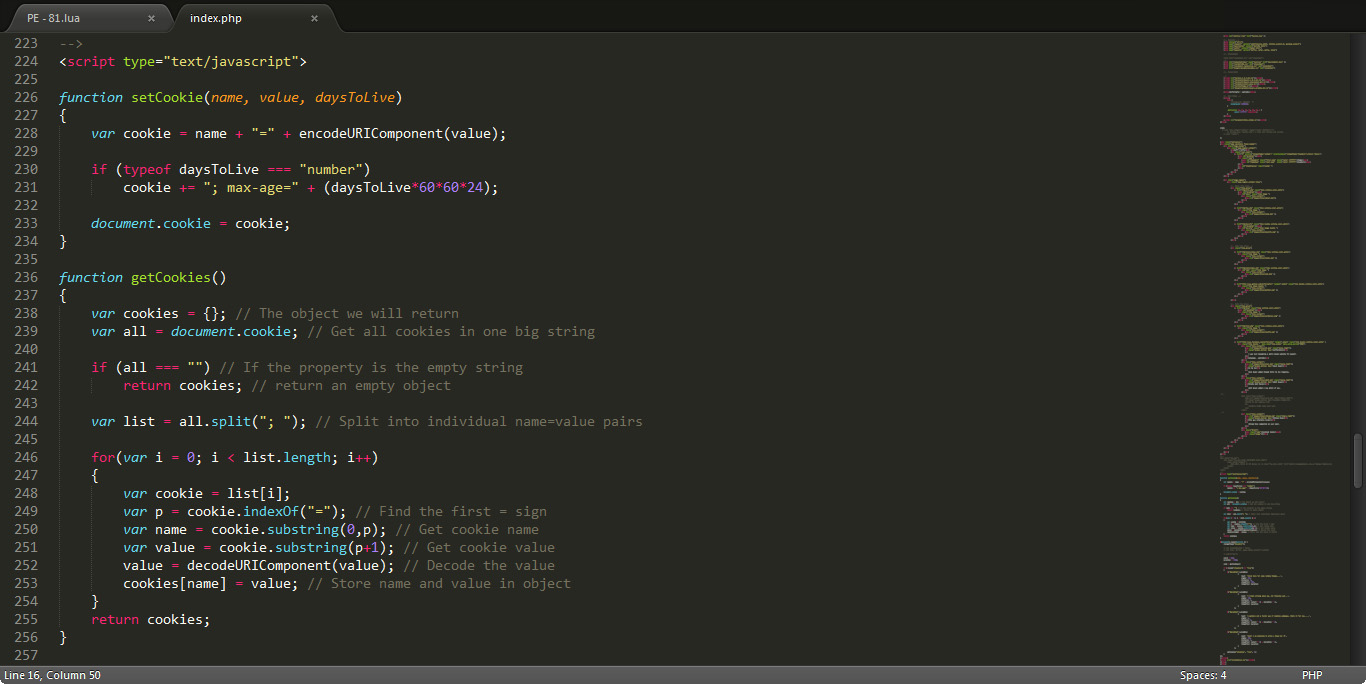 PE - 81.lua × index.php ×
223 -->
224 <script type="text/javascript">
225
226 function setCookie(name, value, daysToLive)
227 {
228     var cookie = name + "=" + encodeURIComponent(value);
229
230     if (typeof daysToLive === "number")
231         cookie += "; max-age=" + (daysToLive*60*60*24);
232
233     document.cookie = cookie;
234 }
235
236 function getCookies()
237 {
238     var cookies = {}; // The object we will return
239     var all = document.cookie; // Get all cookies in one big string
240
241     if (all === "") // If the property is the empty string
242         return cookies; // return an empty object
243
244     var list = all.split("; "); // Split into individual name=value pairs
245
246     for(var i = 0; i < list.length; i++)
247     {
248         var cookie = list[i];
249         var p = cookie.indexOf("="); // Find the first = sign
250         var name = cookie.substring(0,p); // Get cookie name
251         var value = cookie.substring(p+1); // Get cookie value
252         value = decodeURIComponent(value); // Decode the value
253         cookies[name] = value; // Store name and value in object
254     }
255     return cookies;
256 }
257
Line 16, Column 50 Spaces: 4 PHP